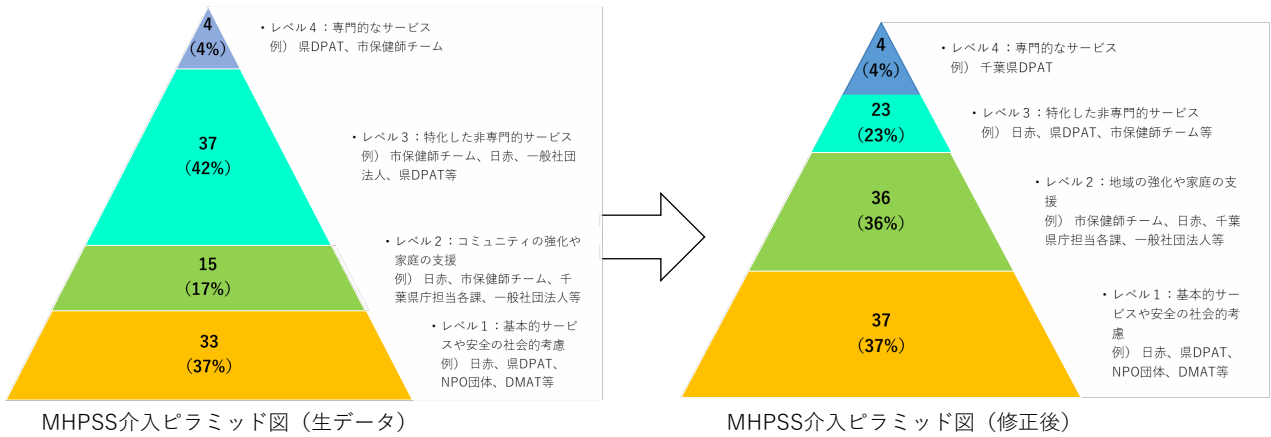 4
(4%)
・レベル４：専門的なサービス
例） 県DPAT、市保健師チーム
37
(42%)
・レベル３：特化した非専門的サービス
例） 市保健師チーム、日赤、一般社団
法人、県DPAT等
15
(17%)
・レベル２：コミュニティの強化や
家庭の支援
例） 日赤、市保健師チーム、千
葉県庁担当各課、一般社団法人等
33
(37%)
・レベル１：基本的サービ
スや安全の社会的考慮
例） 日赤、県DPAT、
NPO団体、DMAT等
MHPSS介入ピラミッド図（生データ）
4
(4%)
・レベル４：専門的なサービス
例） 千葉県DPAT
23
(23%)
・レベル３：特化した非専門的サービス
例） 日赤、県DPAT、市保健師チーム等
36
(36%)
・レベル２：地域の強化や家庭の支
援
例） 市保健師チーム、日赤、千葉
県庁担当各課、一般社団法人等
37
(37%)
・レベル１：基本的サー
ビスや安全の社会的考
慮
例） 日赤、県DPAT、
NPO団体、DMAT等
MHPSS介入ピラミッド図（修正後）